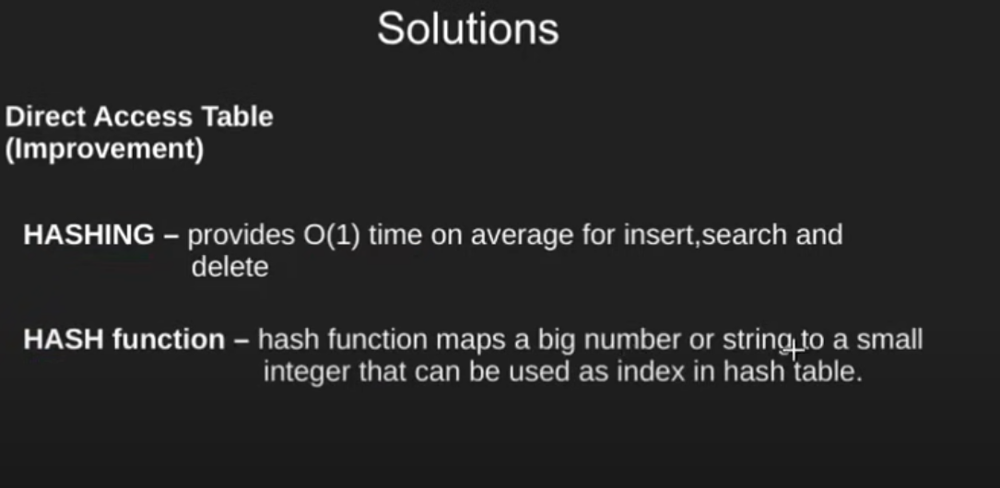 Solutions
Direct Access Table
(Improvement)
HASHING – provides O(1) time on average for insert,search and
delete
HASH function – hash function maps a big number or string to a small
integer that can be used as index in hash table.